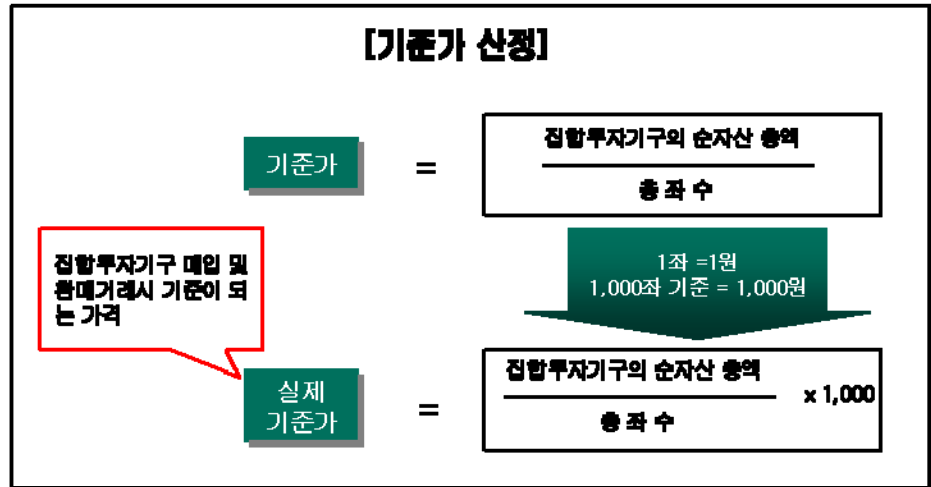 [기준가 산정]
기준가
=
집합투자기구의 순자산 총액
총 좌 수
집합투자기구 매입 및
환매거래시 기준이 되
는 가격
1좌 =1원
1,000좌 기준 = 1,000원
실제
기준가
=
집합투자기구의 순자산 총액
총 좌 수
x 1,000